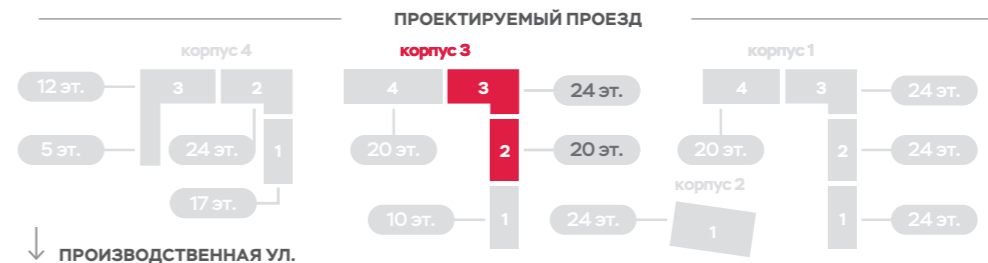 ПРОЕКТИРУЕМЫЙ ПРОЕЗД
корпус 4
корпус 3
корпус 1
12 эт.
3
2
4
3
24 эт.
4
3
24 эт.
5 эт.
24 эт.
1
20 эт.
2
20 эт.
20 эт.
2
24 эт.
корпус 2
17 эт.
10 эт.
1
24 эт.
1
1
24 эт.
ПРОИЗВОДСТВЕННАЯ УЛ.